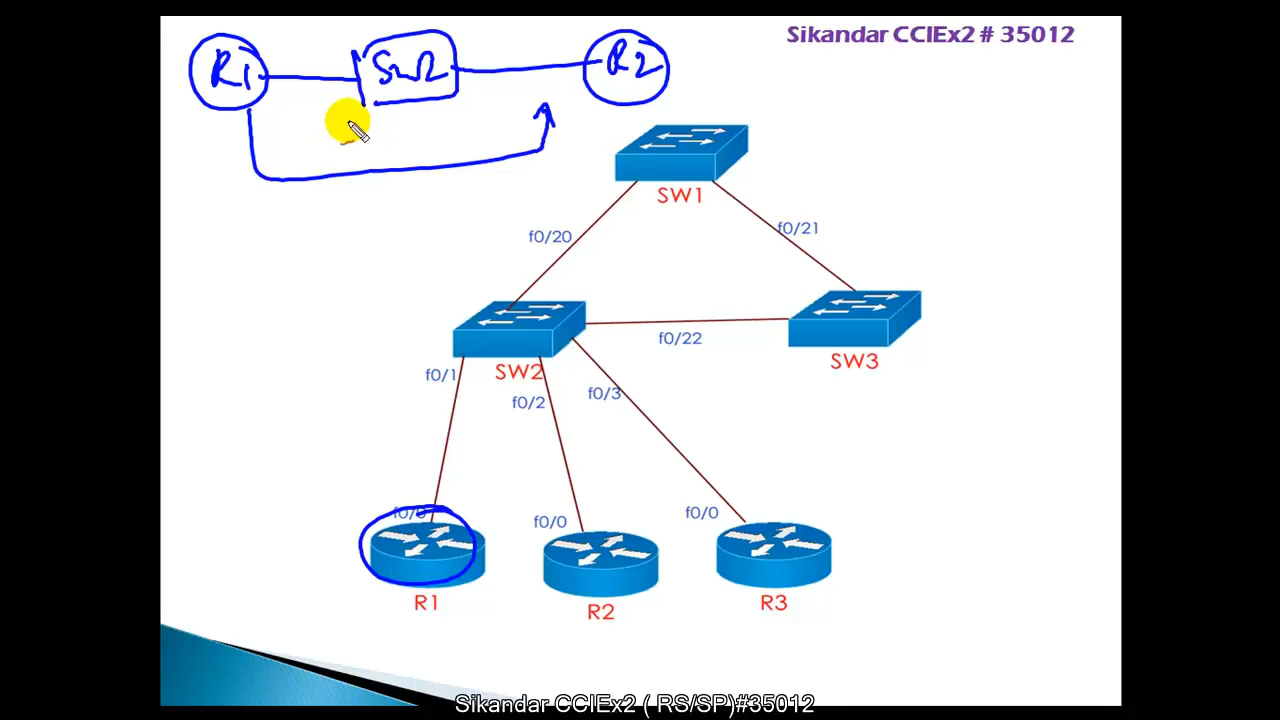 Sikandar CCIEx2 # 35012
R1
SW2
R2
SW1
f0/20
f0/21
f0/22
SW2
SW3
f0/1
f0/2
f0/3
f0/0
f0/0
f0/0
R1
R2
R3
Sikandar CCIEx2 ( RS/SP)#35012